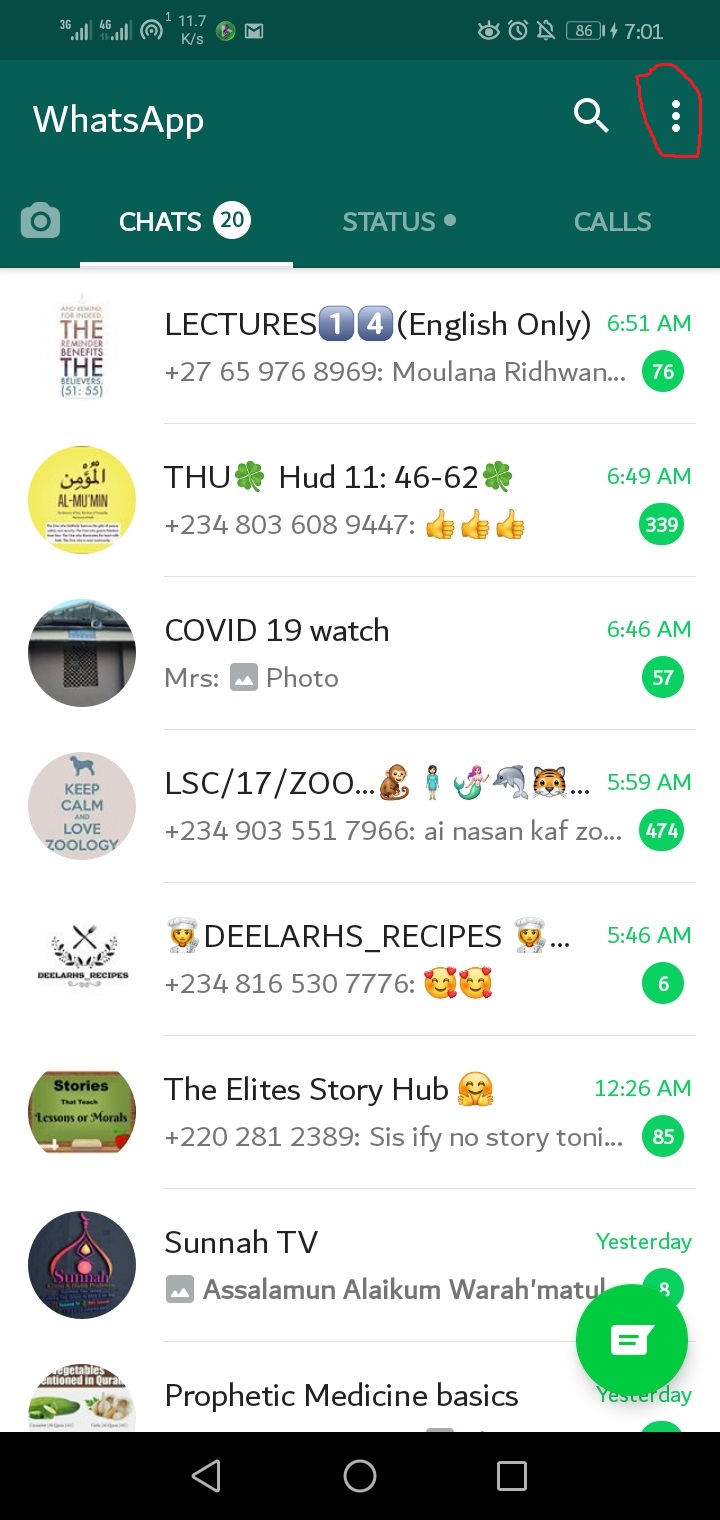 3G 4G 1 11.7 K/s 86 7:01
WhatsApp
CHATS 20 STATUS CALLS
AND REMIND,
FOR INDEED,
THE
REMINDER
BENEFITS
THE
BELIEVERS.
(51: 55)
LECTURES1️⃣4️⃣(English Only) 6:51 AM
+27 65 976 8969: Moulana Ridhwan... 76
المؤمن
AL-MU'MIN
THU🍀 Hud 11: 46-62🍀 6:49 AM
+234 803 608 9447: 👍👍👍 339
COVID 19 watch 6:46 AM
Mrs: Photo 57
KEEP
CALM
AND
LOVE
ZOOLOGY
LSC/17/ZOO...🐒🧍‍♀️🧜‍♀️🐬🐯... 5:59 AM
+234 903 551 7966: ai nasan kaf zo... 474
DEELARHS_RECIPES
👩‍🍳DEELARHS_RECIPES 👩‍🍳... 5:46 AM
+234 816 530 7776: 🥰🥰 6
Stories
That Teach
Lessons or Morals
The Elites Story Hub 🤗 12:26 AM
+220 281 2389: Sis ify no story toni... 85
Sunnah
Sunnah TV Yesterday
Assalamun Alaikum Warah'matul 8
Vegetables
entioned in Quran
Prophetic Medicine basics Yesterday